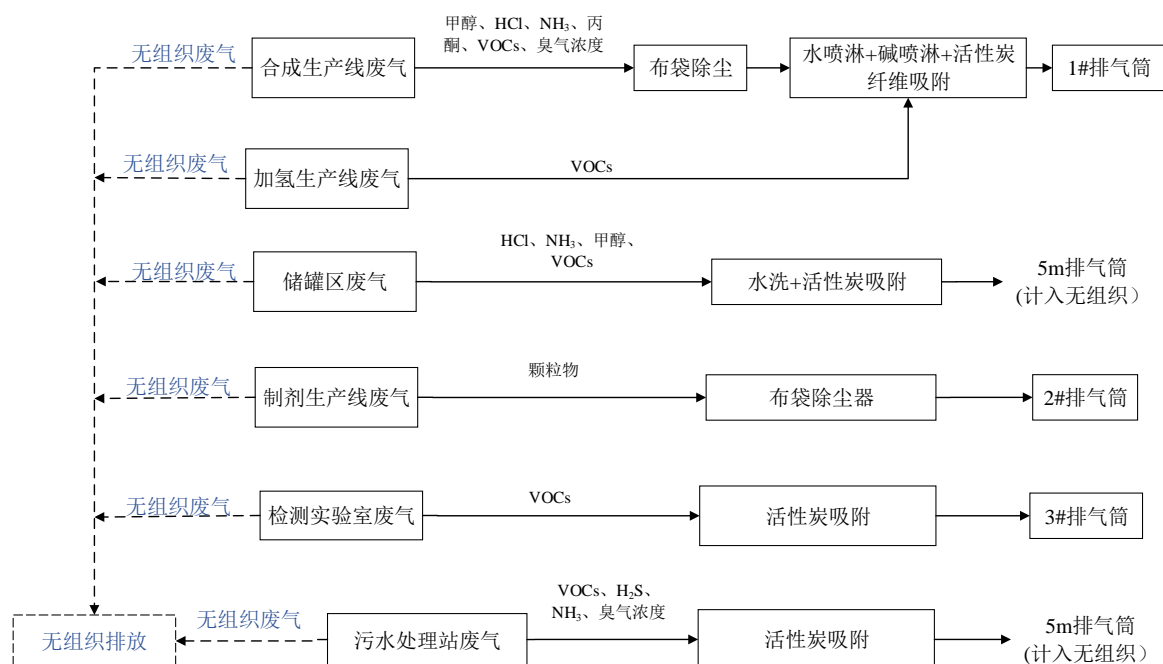 甲醇、HCl、NH₃、丙
酮、VOCs、臭气浓度
无组织废气
合成生产线废气
布袋除尘
水喷淋+碱喷淋+活性炭
纤维吸附
1#排气筒
无组织废气
加氢生产线废气
VOCs
HCl、NH₃、甲醇、
VOCs
无组织废气
储罐区废气
水洗+活性炭吸附
5m排气筒
(计入无组织）
无组织废气
制剂生产线废气
颗粒物
布袋除尘器
2#排气筒
无组织废气
检测实验室废气
VOCs
活性炭吸附
3#排气筒
VOCs、H₂S、
NH₃、臭气浓度
无组织排放
无组织废气
污水处理站废气
活性炭吸附
5m排气筒
(计入无组织）